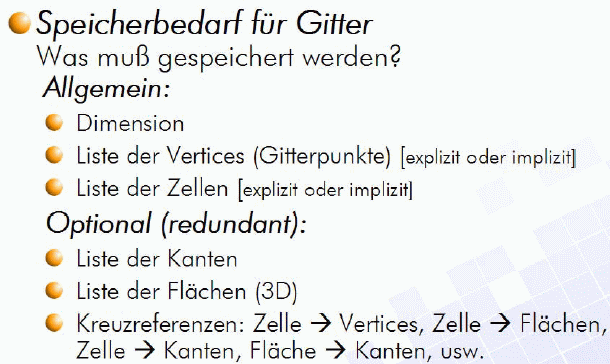 Speicherbedarf für Gitter
Was muß gespeichert werden?
Allgemein:
Dimension
Liste der Vertices (Gitterpunkte) [explizit oder implizit]
Liste der Zellen [explizit oder implizit]
Optional (redundant):
Liste der Kanten
Liste der Flächen (3D)
Kreuzreferenzen: Zelle → Vertices, Zelle → Flächen,
Zelle → Kanten, Fläche → Kanten, usw.